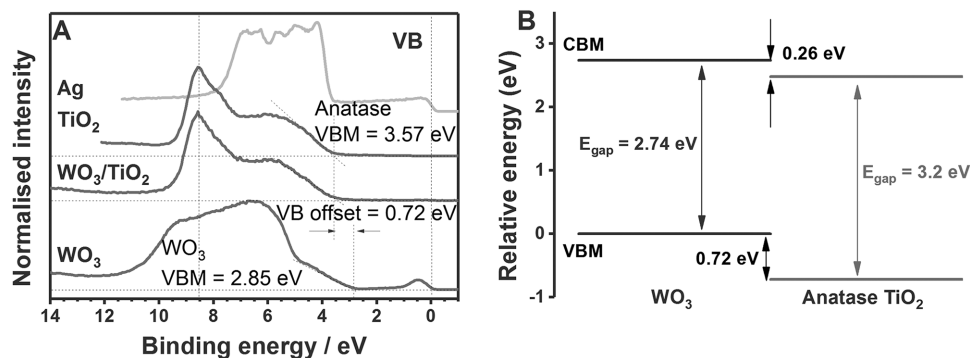 A
VB
Ag
TiO2
Anatase
VBM = 3.57 eV
WO3/TiO2
VB offset = 0.72 eV
WO3
WO3
VBM = 2.85 eV
Normalised intensity
14 12 10 8 6 4 2 0
Binding energy / eV
B
CBM
0.26 eV
Egap = 2.74 eV
Egap = 3.2 eV
VBM
0.72 eV
3
2
1
0
-1
Relative energy (eV)
WO3
Anatase TiO2